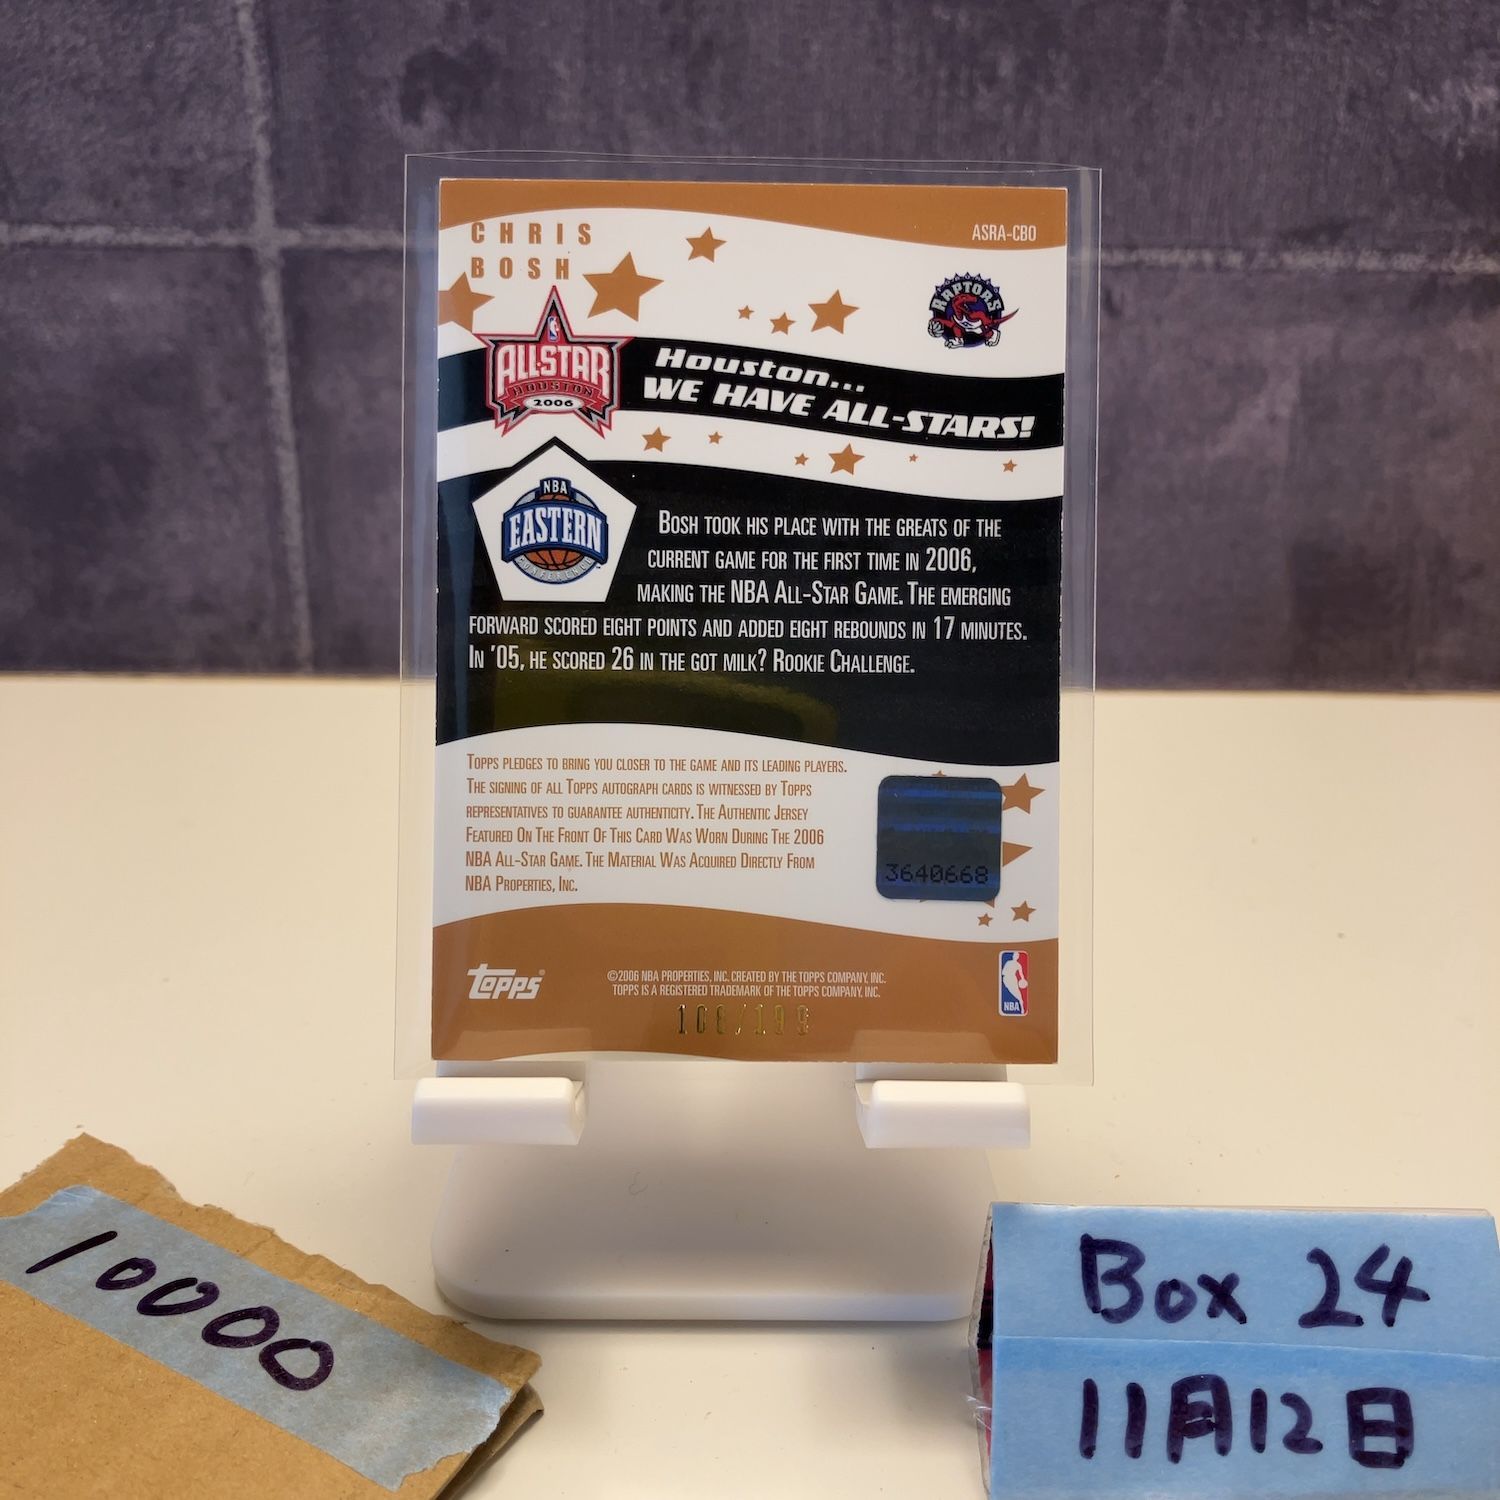 CHRIS
BOSH
ASRA-CBO
RAPTORS
ALL-STAR
HOUSTON
2006
Houston...
WE HAVE ALL-STARS!
NBA
EASTERN
CONFERENCE
BOSH TOOK HIS PLACE WITH THE GREATS OF THE
CURRENT GAME FOR THE FIRST TIME IN 2006,
MAKING THE NBA ALL-STAR GAME. THE EMERGING
FORWARD SCORED EIGHT POINTS AND ADDED EIGHT REBOUNDS IN 17 MINUTES.
IN '05, HE SCORED 26 IN THE GOT MILK? ROOKIE CHALLENGE.
TOPPS PLEDGES TO BRING YOU CLOSER TO THE GAME AND ITS LEADING PLAYERS.
THE SIGNING OF ALL TOPPS AUTOGRAPH CARDS IS WITNESSED BY TOPPS
REPRESENTATIVES TO GUARANTEE AUTHENTICITY. THE AUTHENTIC JERSEY
FEATURED ON THE FRONT OF THIS CARD WAS WORN DURING THE 2006
NBA ALL-STAR GAME. THE MATERIAL WAS ACQUIRED DIRECTLY FROM
NBA PROPERTIES, INC.
3640668
Topps®
©2006 NBA PROPERTIES, INC. CREATED BY THE TOPPS COMPANY, INC.
TOPPS IS A REGISTERED TRADEMARK OF THE TOPPS COMPANY, INC.
NBA
108/199
10000
Box 24
11月12日